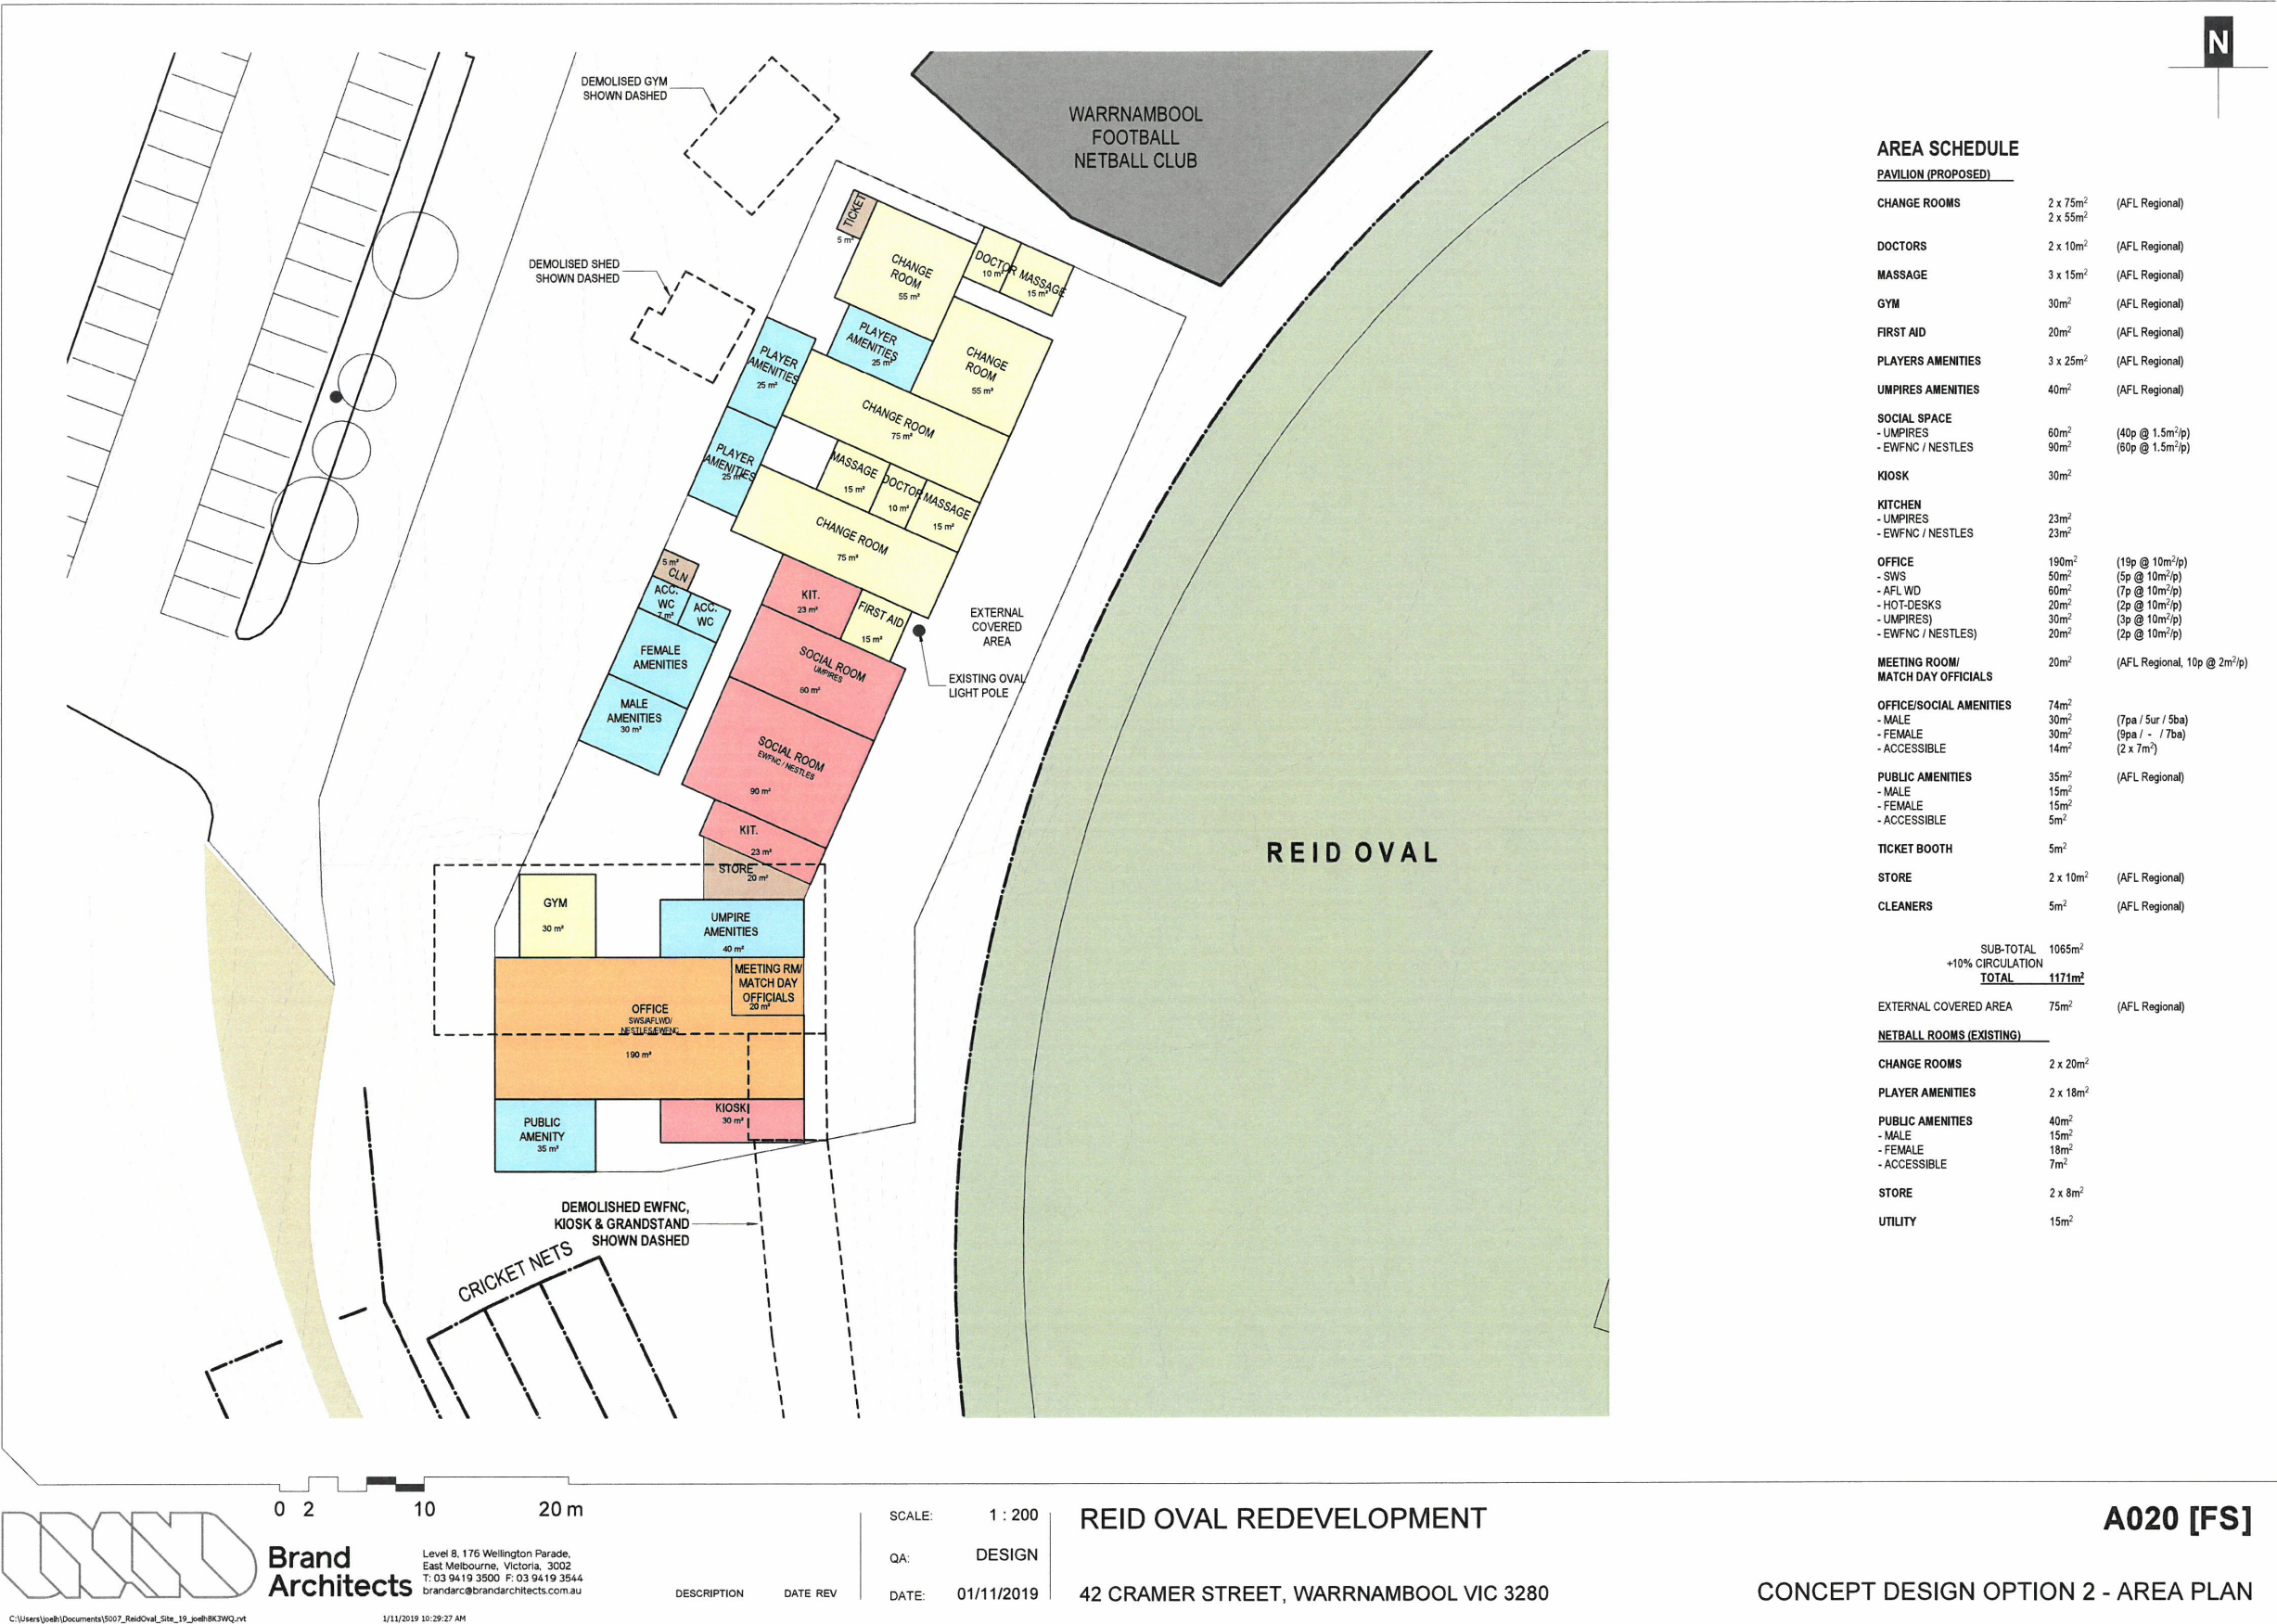 N
DEMOLISED GYM
SHOWN DASHED
WARRNAMBOOL
FOOTBALL
NETBALL CLUB
DEMOLISED SHED
SHOWN DASHED
TICKET
5 m²
CHANGE
ROOM
55 m²
DOCTOR
10 m²
MASSAGE
15 m²
PLAYER
AMENITIES
25 m²
PLAYER
AMENITIES
25 m²
CHANGE
ROOM
55 m²
CHANGE ROOM
75 m²
PLAYER
AMENITIES
25 m²
MASSAGE
15 m²
DOCTOR
10 m²
MASSAGE
15 m²
CHANGE ROOM
75 m²
5 m²
CLN
ACC.
WC
7 m²
ACC.
WC
KIT.
23 m²
FIRST AID
15 m²
EXTERNAL
COVERED
AREA
FEMALE
AMENITIES
SOCIAL ROOM
UMPIRES
60 m²
EXISTING OVAL
LIGHT POLE
MALE
AMENITIES
30 m²
SOCIAL ROOM
EWFNC / NESTLES
90 m²
KIT.
23 m²
STORE
20 m²
REID OVAL
GYM
30 m²
UMPIRE
AMENITIES
40 m²
MEETING RM/
MATCH DAY
OFFICIALS
20 m²
OFFICE
SWS/AFLWD/
NESTLES/EWFNC
190 m²
PUBLIC
AMENITY
35 m²
KIOSK
30 m²
DEMOLISHED EWFNC,
KIOSK & GRANDSTAND
SHOWN DASHED
CRICKET NETS
AREA SCHEDULE
PAVILION (PROPOSED)
CHANGE ROOMS 2 x 75m² (AFL Regional)
2 x 55m²
DOCTORS 2 x 10m² (AFL Regional)
MASSAGE 3 x 15m² (AFL Regional)
GYM 30m² (AFL Regional)
FIRST AID 20m² (AFL Regional)
PLAYERS AMENITIES 3 x 25m² (AFL Regional)
UMPIRES AMENITIES 40m² (AFL Regional)
SOCIAL SPACE
- UMPIRES 60m² (40p @ 1.5m²/p)
- EWFNC / NESTLES 90m² (60p @ 1.5m²/p)
KIOSK 30m²
KITCHEN
- UMPIRES 23m²
- EWFNC / NESTLES 23m²
OFFICE 190m² (19p @ 10m²/p)
- SWS 50m² (5p @ 10m²/p)
- AFL WD 60m² (7p @ 10m²/p)
- HOT-DESKS 20m² (2p @ 10m²/p)
- UMPIRES) 30m² (3p @ 10m²/p)
- EWFNC / NESTLES) 20m² (2p @ 10m²/p)
MEETING ROOM/ 20m² (AFL Regional, 10p @ 2m²/p)
MATCH DAY OFFICIALS
OFFICE/SOCIAL AMENITIES 74m²
- MALE 30m² (7pa / 5ur / 5ba)
- FEMALE 30m² (9pa / - / 7ba)
- ACCESSIBLE 14m² (2 x 7m²)
PUBLIC AMENITIES 35m² (AFL Regional)
- MALE 15m²
- FEMALE 15m²
- ACCESSIBLE 5m²
TICKET BOOTH 5m²
STORE 2 x 10m² (AFL Regional)
CLEANERS 5m² (AFL Regional)
SUB-TOTAL 1065m²
+10% CIRCULATION
TOTAL 1171m²
EXTERNAL COVERED AREA 75m² (AFL Regional)
NETBALL ROOMS (EXISTING)
CHANGE ROOMS 2 x 20m²
PLAYER AMENITIES 2 x 18m²
PUBLIC AMENITIES 40m²
- MALE 15m²
- FEMALE 18m²
- ACCESSIBLE 7m²
STORE 2 x 8m²
UTILITY 15m²
0 2 10 20 m
Brand
Architects
Level 8, 176 Wellington Parade,
East Melbourne, Victoria, 3002
T: 03 9419 3500 F: 03 9419 3544
brandarc@brandarchitects.com.au
DESCRIPTION DATE REV
SCALE: 1 : 200
QA: DESIGN
DATE: 01/11/2019
REID OVAL REDEVELOPMENT
42 CRAMER STREET, WARRNAMBOOL VIC 3280
A020 [FS]
CONCEPT DESIGN OPTION 2 - AREA PLAN
C:\Users\joelh\Documents\5007_ReidOval_Site_19_joelh8K3WQ.rvt
1/11/2019 10:29:27 AM